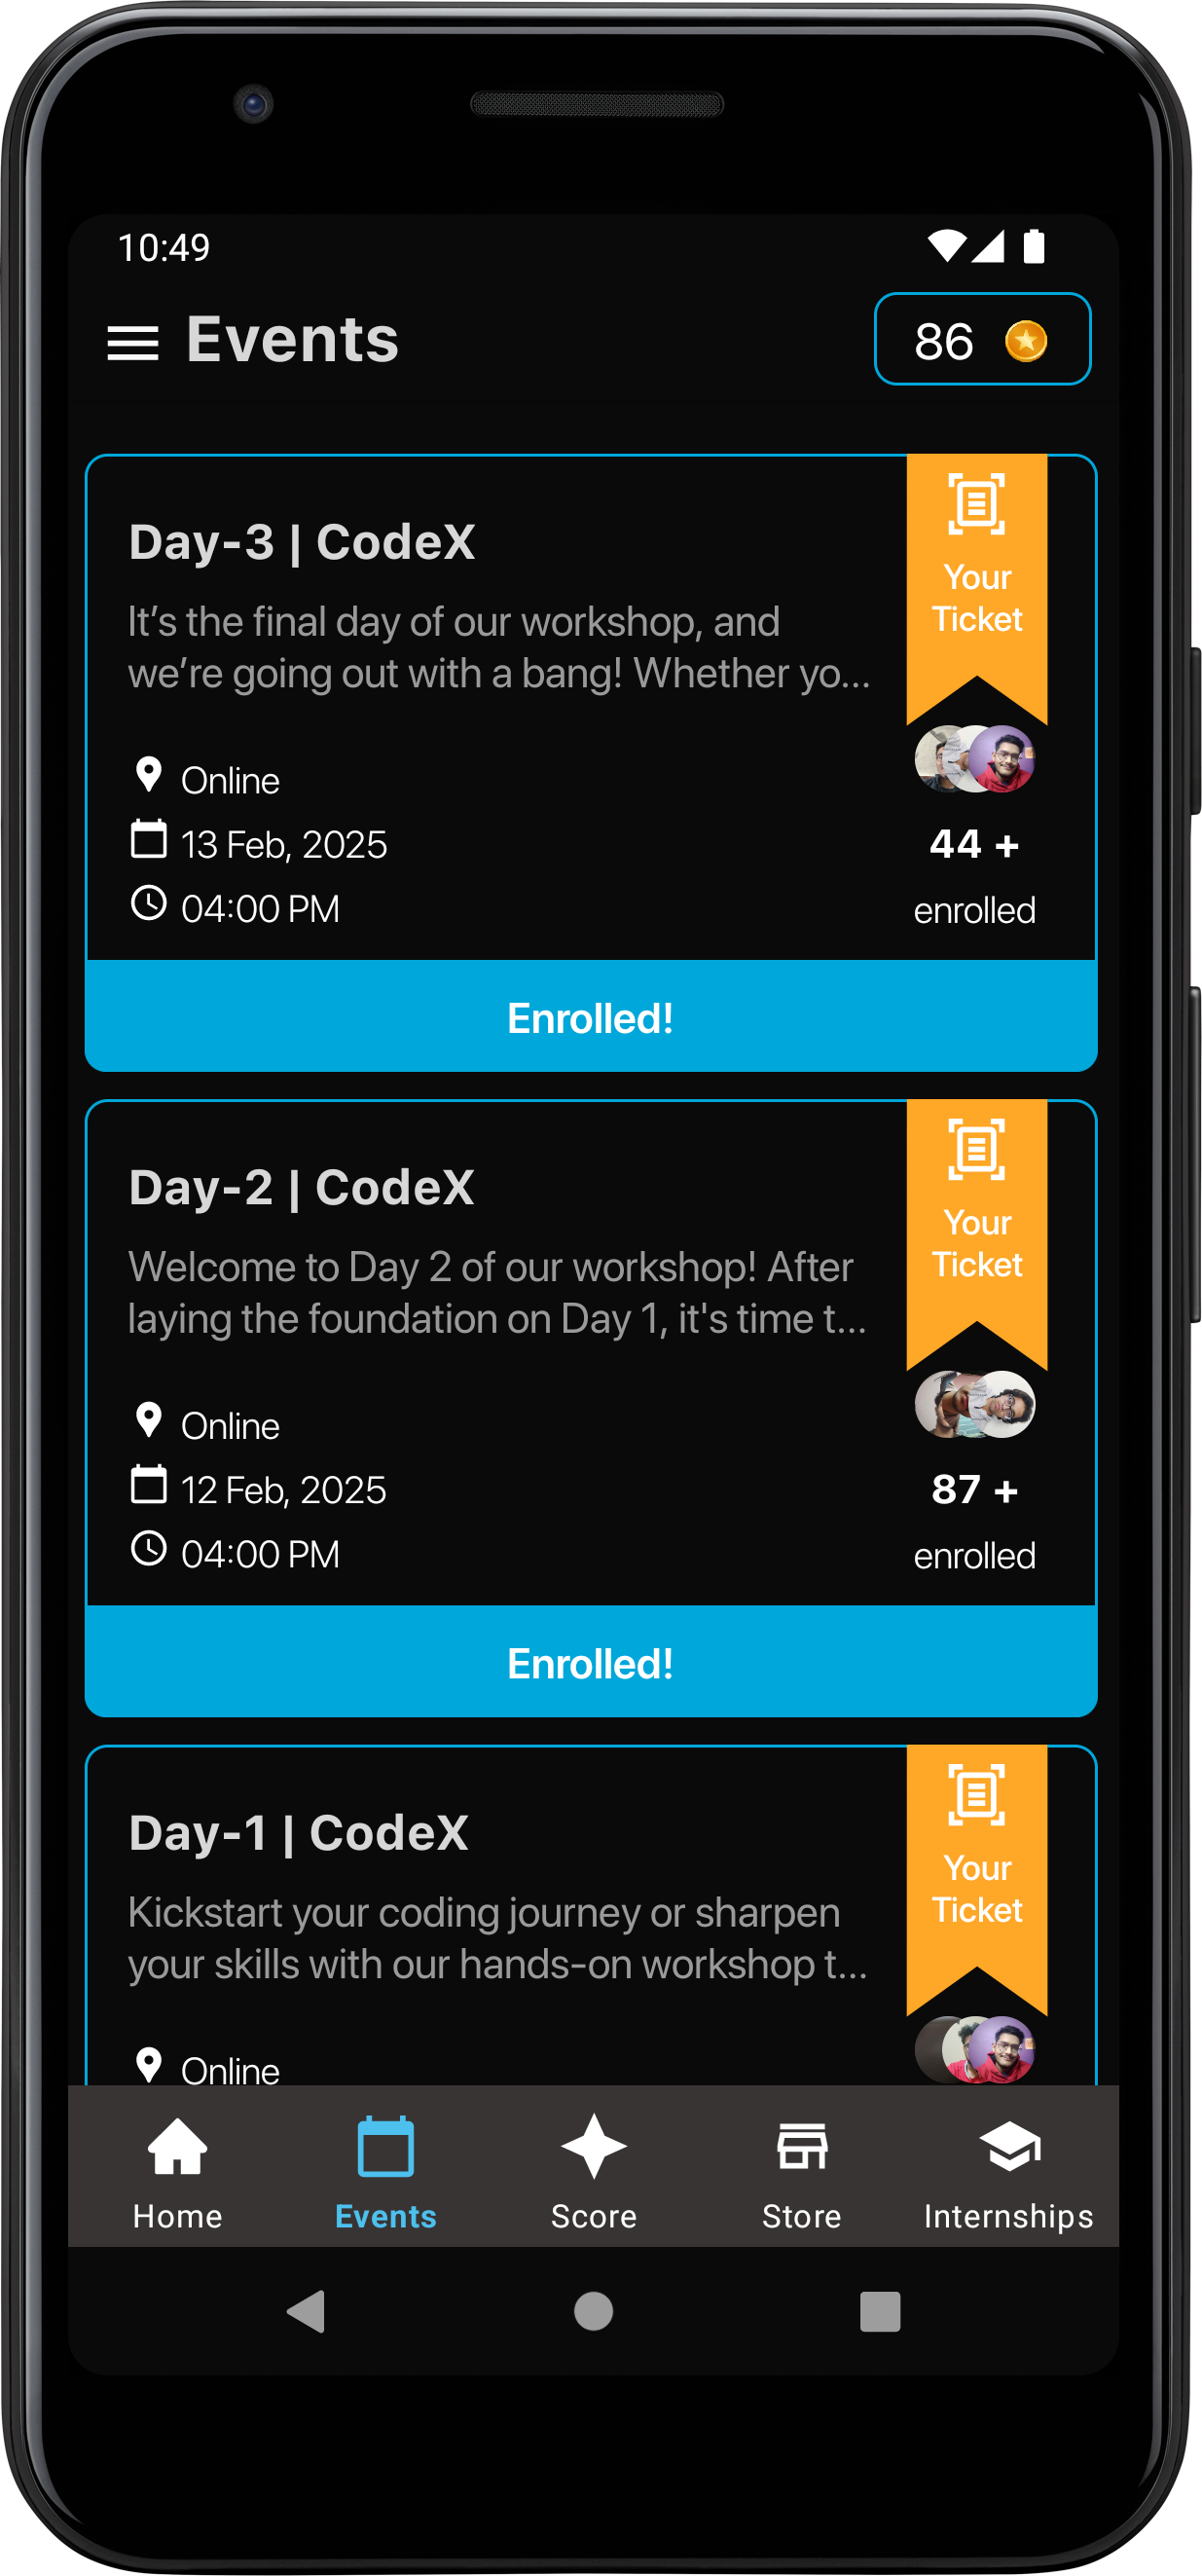 10:49
Events
86
Day-3 | CodeX
It’s the final day of our workshop, and
we’re going out with a bang! Whether yo...
Your
Ticket
Online
13 Feb, 2025
04:00 PM
44 +
enrolled
Enrolled!
Day-2 | CodeX
Welcome to Day 2 of our workshop! After
laying the foundation on Day 1, it's time t...
Your
Ticket
Online
12 Feb, 2025
04:00 PM
87 +
enrolled
Enrolled!
Day-1 | CodeX
Kickstart your coding journey or sharpen
your skills with our hands-on workshop t...
Your
Ticket
Online
Home
Events
Score
Store
Internships